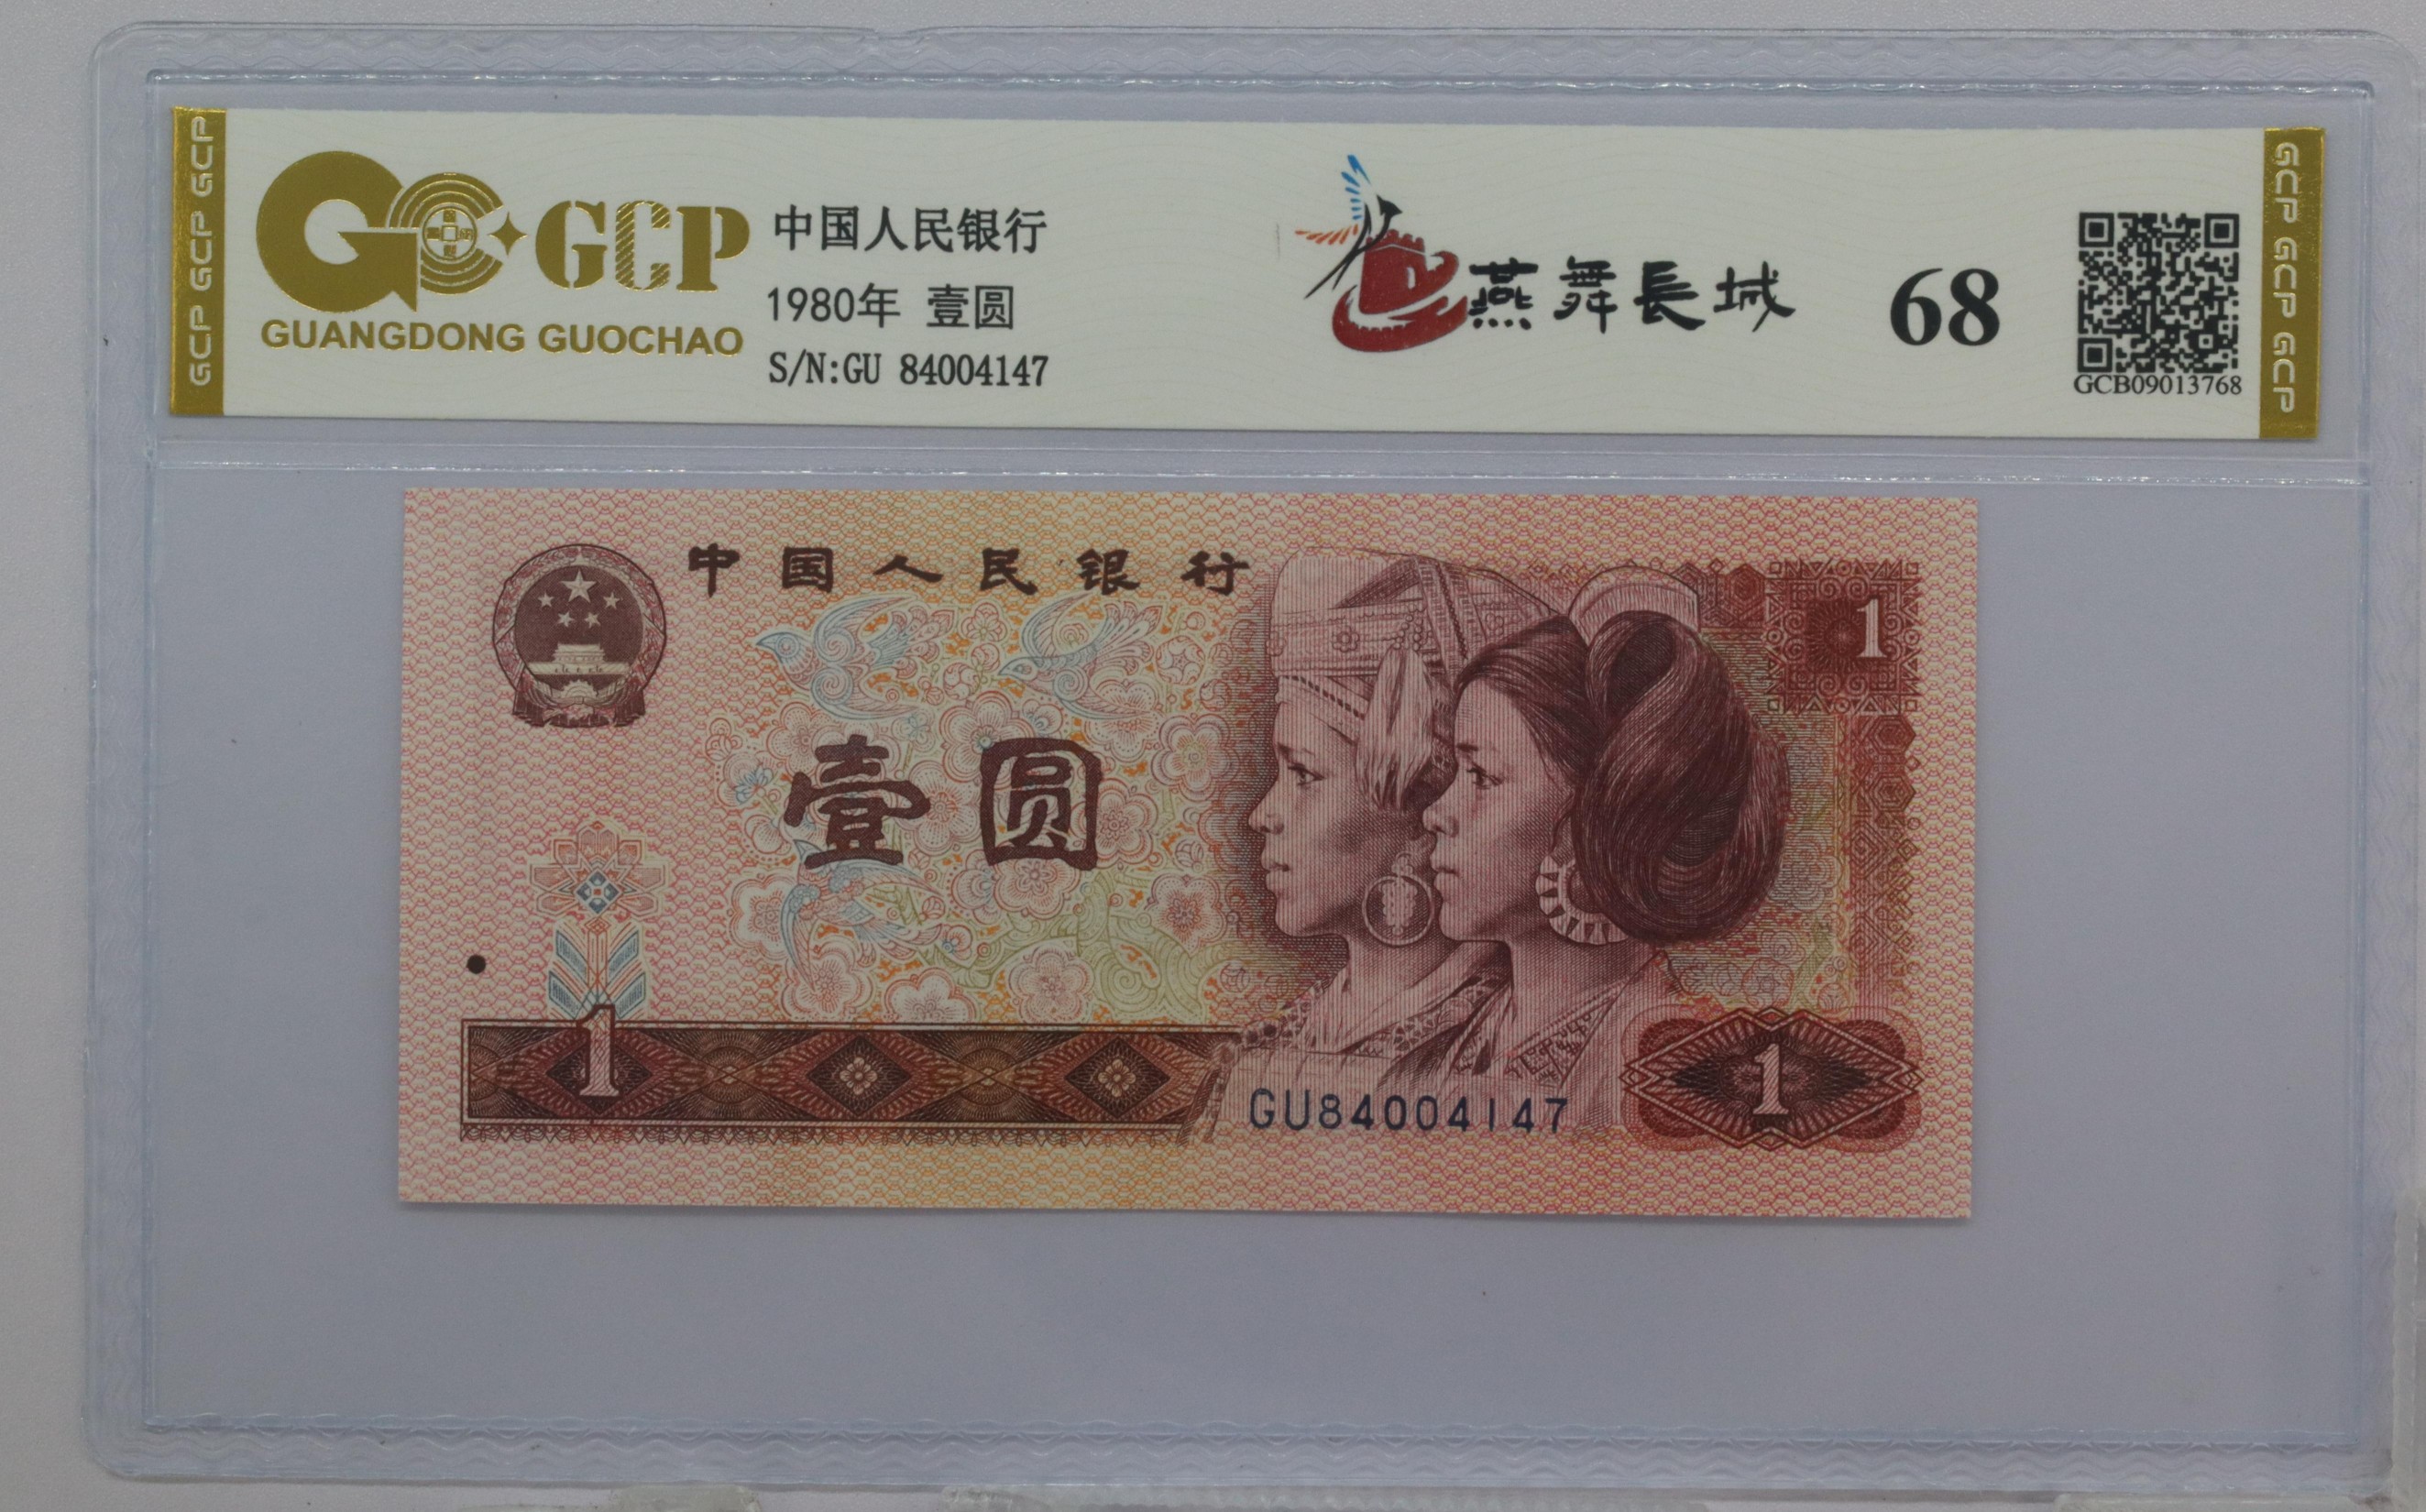 GCP GCP GCP
GCP
GUANGDONG GUOCHAO
中国人民银行
1980年 壹圆
S/N:GU 84004147
燕舞長城
68
GCB09013768
GCP GCP GCP
中国人民银行
1
壹圆
1
GU84004147
1